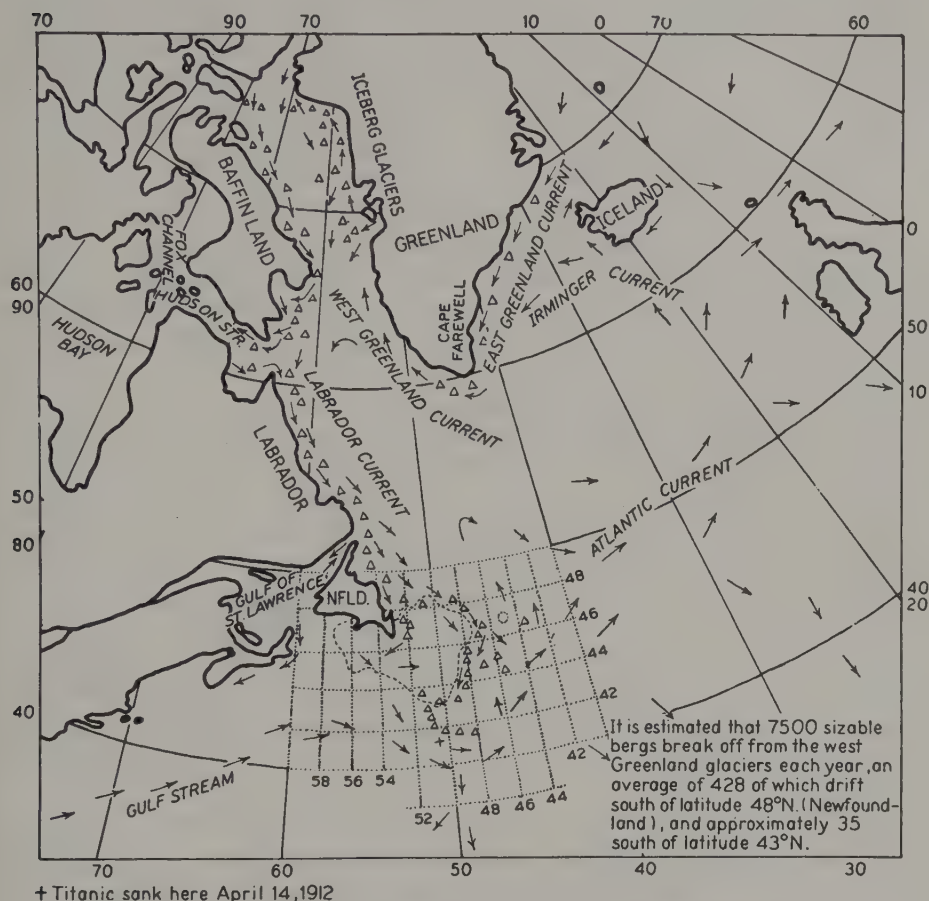 70 90 70 10 0 70 60
ICEBERG GLACIERS
BAFFIN LAND
FOX CHANNEL
GREENLAND
ICELAND
EAST GREENLAND CURRENT
IRMINGER CURRENT
0
60
90
HUDSON BAY
HUDSON STR.
WEST GREENLAND CURRENT
CAPE FAREWELL
50
10
LABRADOR CURRENT
LABRADOR
ATLANTIC CURRENT
50
80
GULF OF
ST. LAWRENCE
NFLD.
48
46
44
42
42
40
20
40
58 56 54
52 48 46 44
GULF STREAM
It is estimated that 7500 sizable
bergs break off from the west
Greenland glaciers each year, an
average of 428 of which drift
south of latitude 48°N. (Newfound-
land), and approximately 35
south of latitude 43°N.
70 60 50 40 30
+ Titanic sank here April 14, 1912